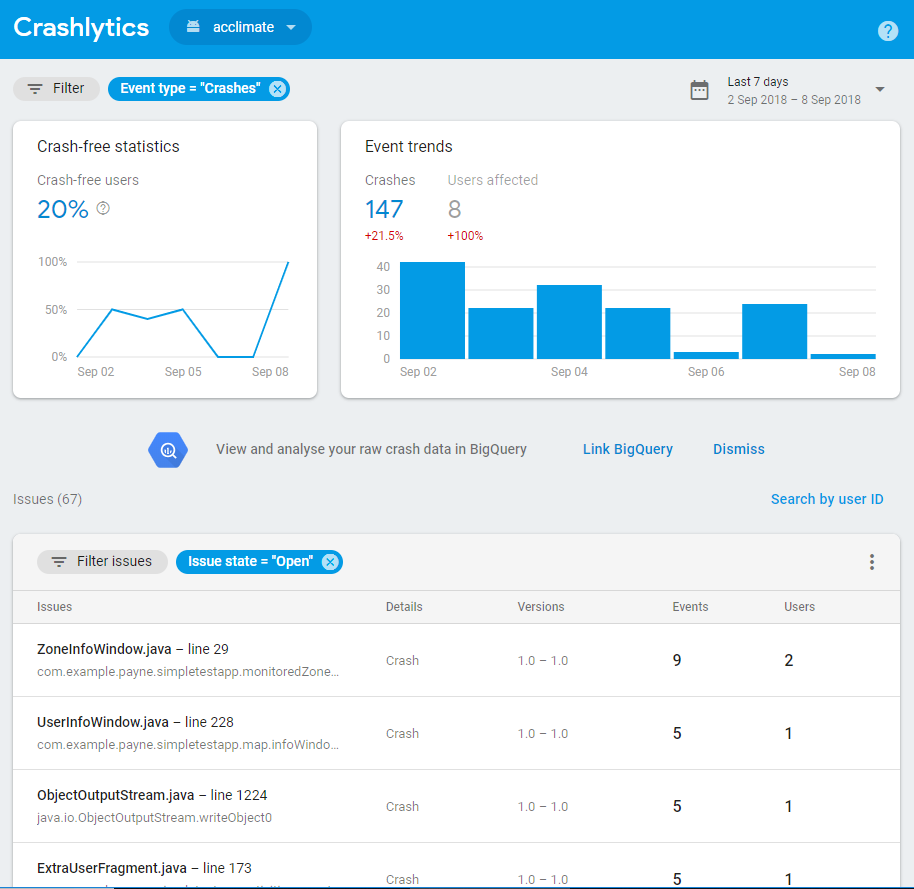 Crashlytics
acclimate
?
Filter
Event type = "Crashes"
Last 7 days
2 Sep 2018 – 8 Sep 2018
Crash-free statistics
Crash-free users
20% ?
100%
50%
0%
Sep 02 Sep 05 Sep 08
Event trends
Crashes Users affected
147 8
+21.5% +100%
40
30
20
10
0
Sep 02 Sep 04 Sep 06 Sep 08
View and analyse your raw crash data in BigQuery Link BigQuery Dismiss
Issues (67) Search by user ID
Filter issues Issue state = "Open"
Issues Details Versions Events Users
ZoneInfoWindow.java – line 29
com.example.payne.simpletestapp.monitoredZone...
Crash 1.0 – 1.0 9 2
UserInfoWindow.java – line 228
com.example.payne.simpletestapp.map.infoWindo...
Crash 1.0 – 1.0 5 1
ObjectOutputStream.java – line 1224
java.io.ObjectOutputStream.writeObject0
Crash 1.0 – 1.0 5 1
ExtraUserFragment.java – line 173
Crash 1.0 – 1.0 5 1